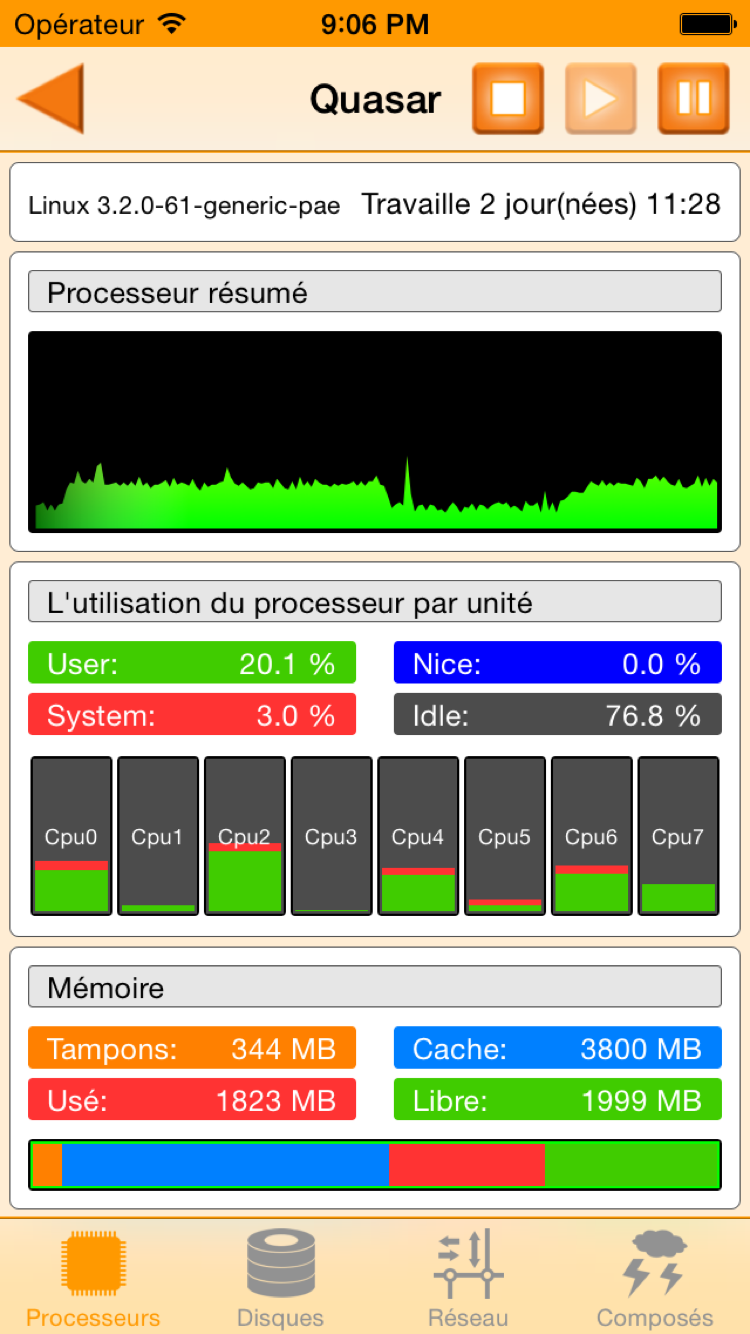 Opérateur 9:06 PM
Quasar
Linux 3.2.0-61-generic-pae Travaille 2 jour(nées) 11:28
Processeur résumé
L'utilisation du processeur par unité
User: 20.1 % Nice: 0.0 %
System: 3.0 % Idle: 76.8 %
Cpu0 Cpu1 Cpu2 Cpu3 Cpu4 Cpu5 Cpu6 Cpu7
Mémoire
Tampons: 344 MB Cache: 3800 MB
Usé: 1823 MB Libre: 1999 MB
Processeurs Disques Réseau Composés